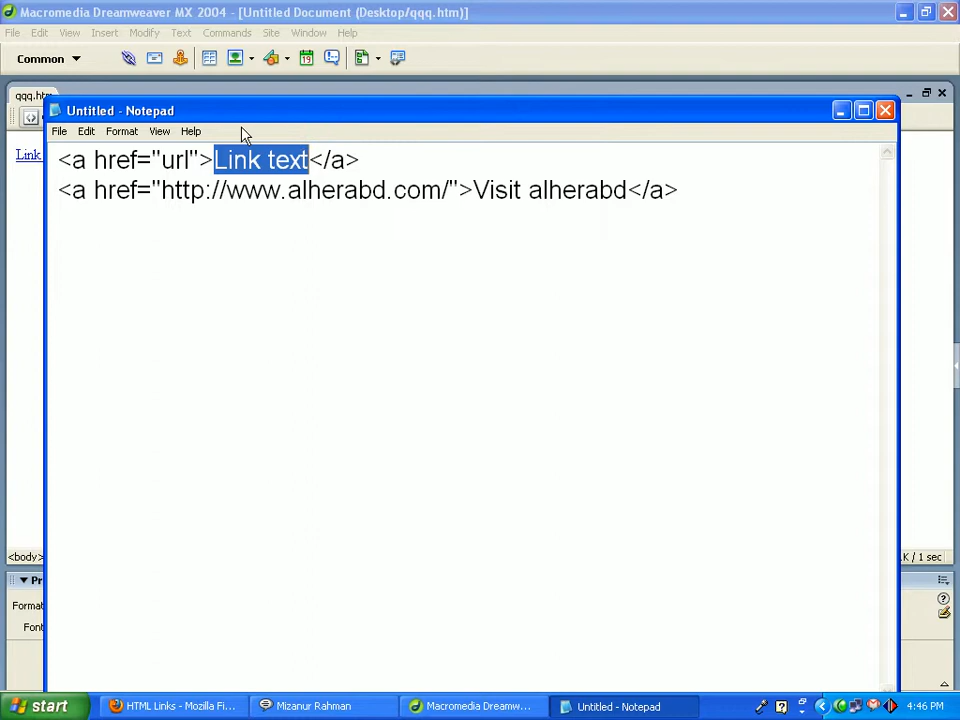 Macromedia Dreamweaver MX 2004 - [Untitled Document (Desktop/qqq.htm)]
File Edit View Insert Modify Text Commands Site Window Help
Common
qqq.htm
Untitled - Notepad
File Edit Format View Help
Link
<a href="url">Link text</a>
<a href="http://www.alherabd.com/">Visit alherabd</a>
<body>
K / 1 sec
Pr
Format
Font
start
HTML Links - Mozilla Fi...
Mizanur Rahman
Macromedia Dreamw...
Untitled - Notepad
4:46 PM